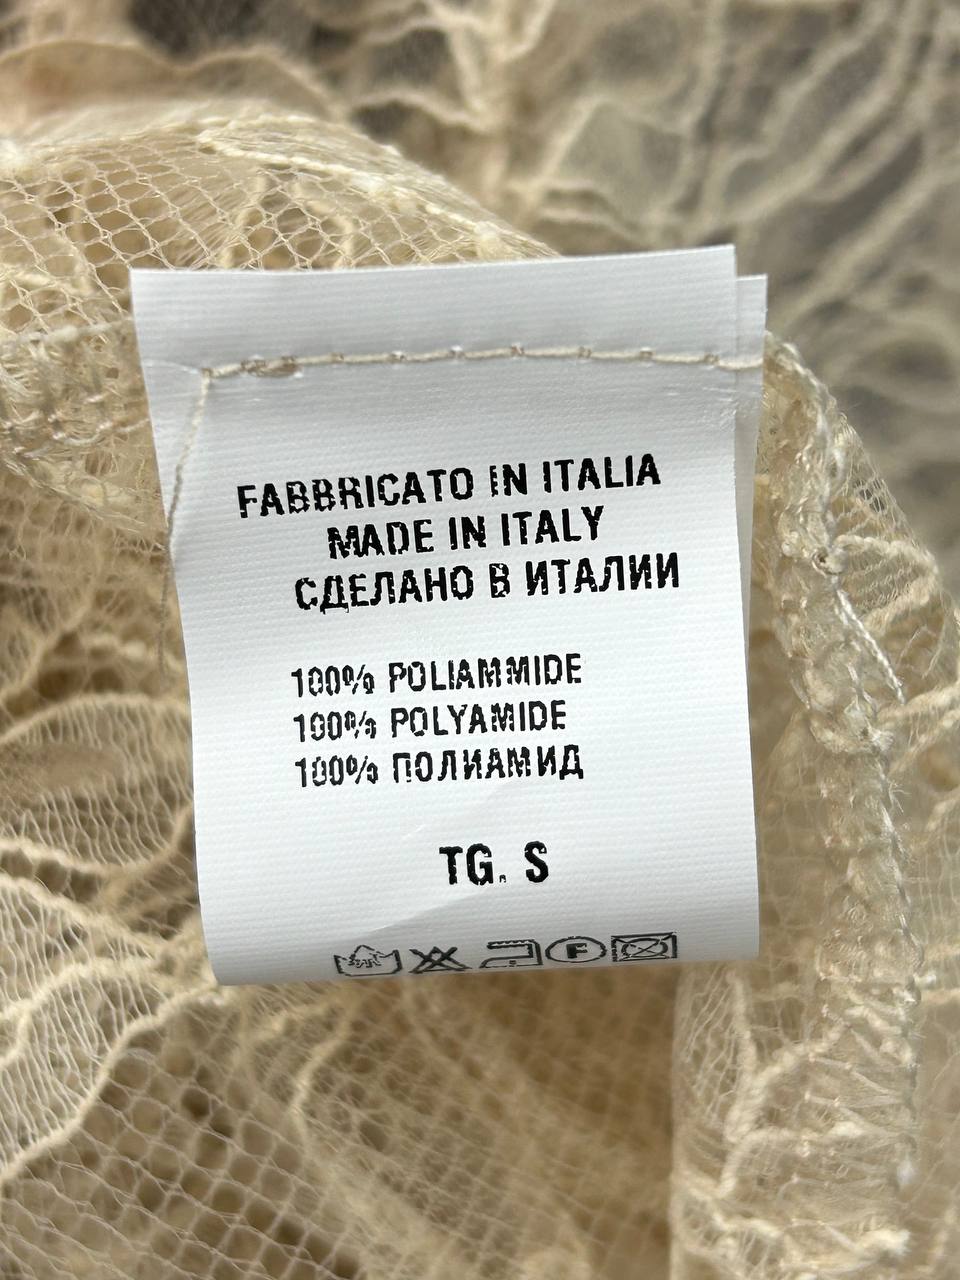 FABBRICATO IN ITALIA
MADE IN ITALY
СДЕЛАНО В ИТАЛИИ
100% POLIAMMIDE
100% POLYAMIDE
100% ПОЛИАМИД
TG. S
F